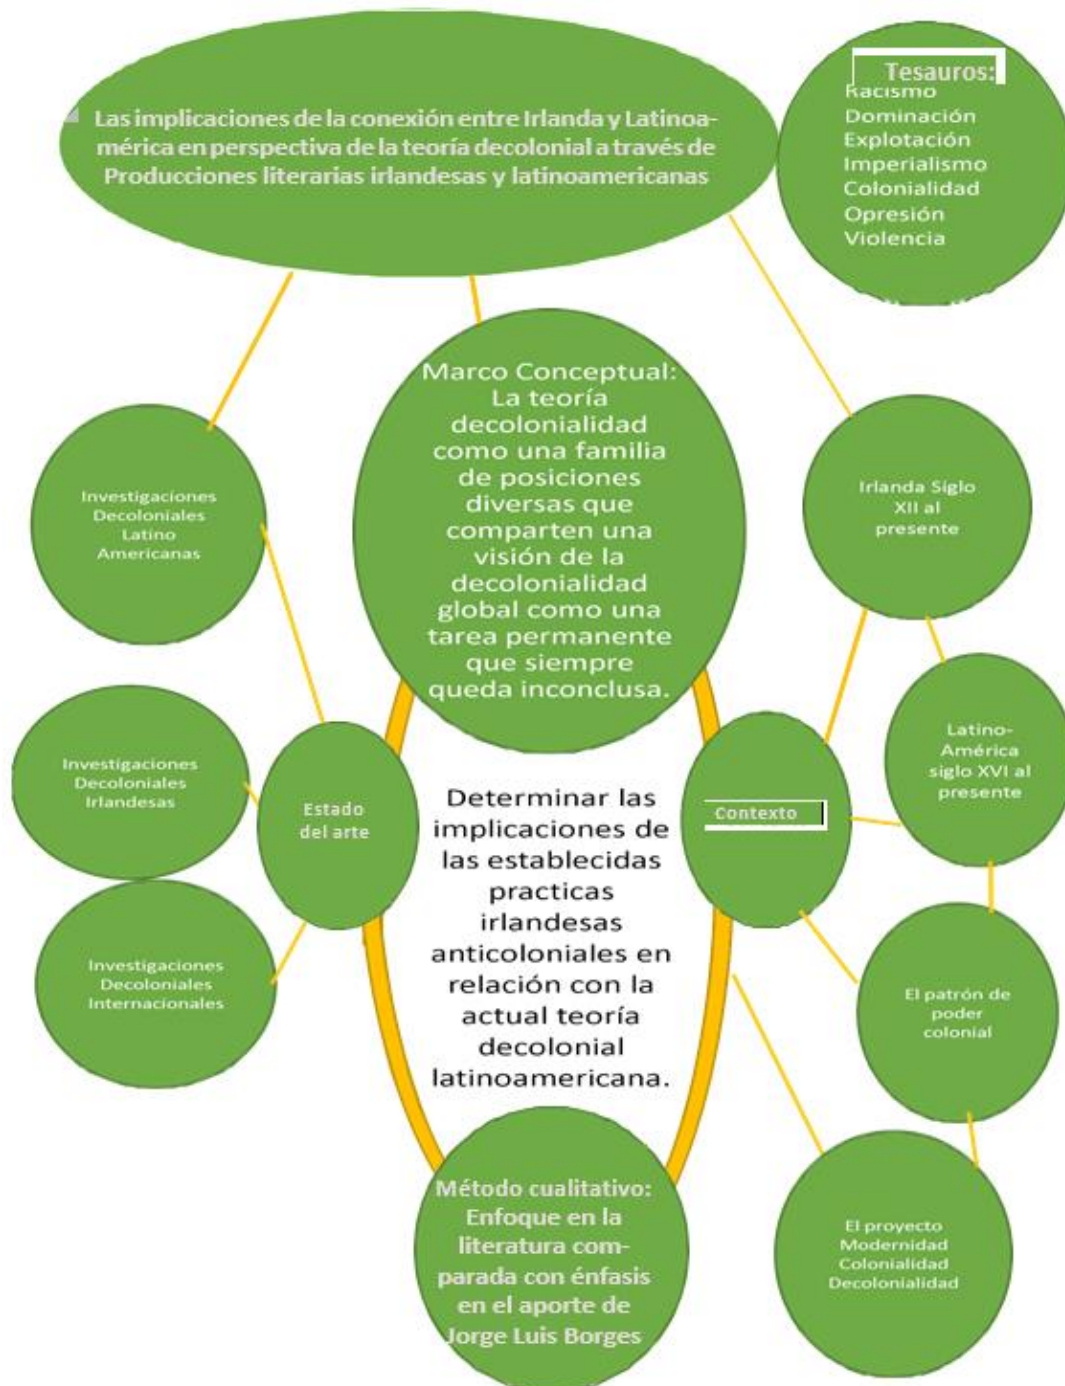 Las implicaciones de la conexión entre Irlanda y Latinoa-
mérica en perspectiva de la teoría decolonial a través de
Producciones literarias irlandesas y latinoamericanas
Tesauros:
Racismo
Dominación
Explotación
Imperialismo
Colonialidad
Opresión
Violencia
Marco Conceptual:
La teoría
decolonialidad
como una familia
de posiciones
diversas que
comparten una
visión de la
decolonialidad
global como una
tarea permanente
que siempre
queda inconclusa.
Investigaciones
Decoloniales
Latino
Americanas
Irlanda Siglo
XII al
presente
Investigaciones
Decoloniales
Irlandesas
Estado
del arte
Determinar las
implicaciones de
las establecidas
practicas
irlandesas
anticoloniales en
relación con la
actual teoría
decolonial
latinoamericana.
Contexto
Latino-
América
siglo XVI al
presente
Investigaciones
Decoloniales
Internacionales
El patrón de
poder
colonial
Método cualitativo:
Enfoque en la
literatura com-
parada con énfasis
en el aporte de
Jorge Luis Borges
El proyecto
Modernidad
Colonialidad
Decolonialidad